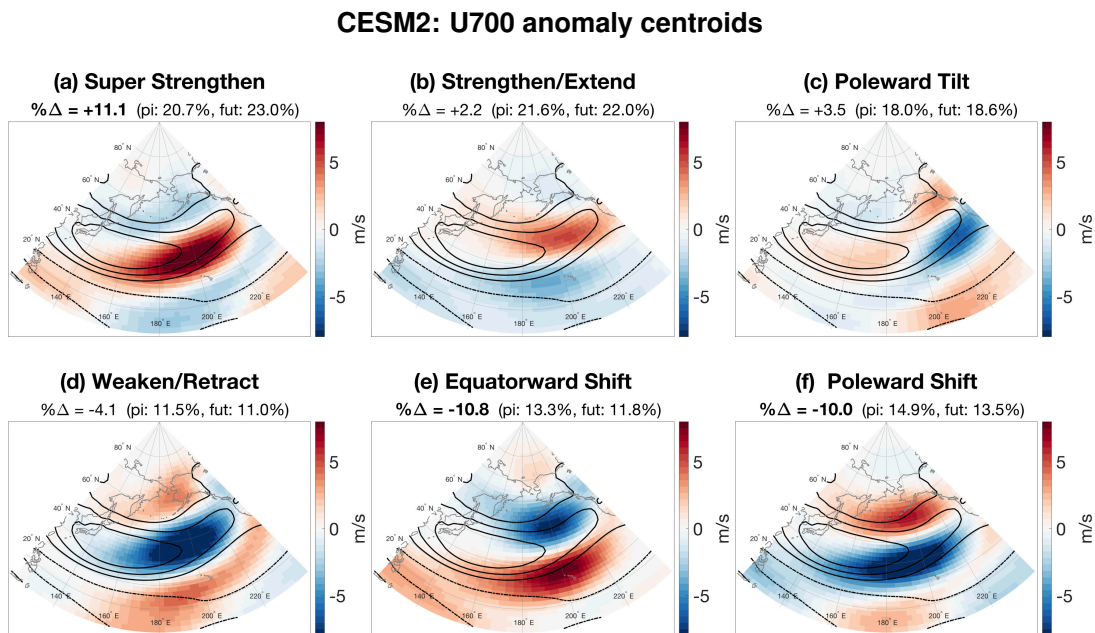 CESM2: U700 anomaly centroids
(a) Super Strengthen
%Δ = +11.1 (pi: 20.7%, fut: 23.0%)
80° N
60° N
40° N
20° N
140° E
160° E
180° E
200°
220°
5
0
-5
m/s
(b) Strengthen/Extend
%Δ = +2.2 (pi: 21.6%, fut: 22.0%)
80° N
60° N
40° N
20° N
140° E
160° E
180° E
200°
220°
5
0
-5
m/s
(c) Poleward Tilt
%Δ = +3.5 (pi: 18.0%, fut: 18.6%)
80° N
60° N
40° N
20° N
140° E
160° E
180° E
200°
220°
5
0
-5
m/s
(d) Weaken/Retract
%Δ = -4.1 (pi: 11.5%, fut: 11.0%)
80° N
60° N
40° N
20° N
140° E
160° E
180° E
200°
220°
5
0
-5
m/s
(e) Equatorward Shift
%Δ = -10.8 (pi: 13.3%, fut: 11.8%)
80° N
60° N
40° N
20° N
140° E
160° E
180° E
200°
220°
5
0
-5
m/s
(f) Poleward Shift
%Δ = -10.0 (pi: 14.9%, fut: 13.5%)
80° N
60° N
40° N
20° N
140° E
160° E
180° E
200°
220°
5
0
-5
m/s